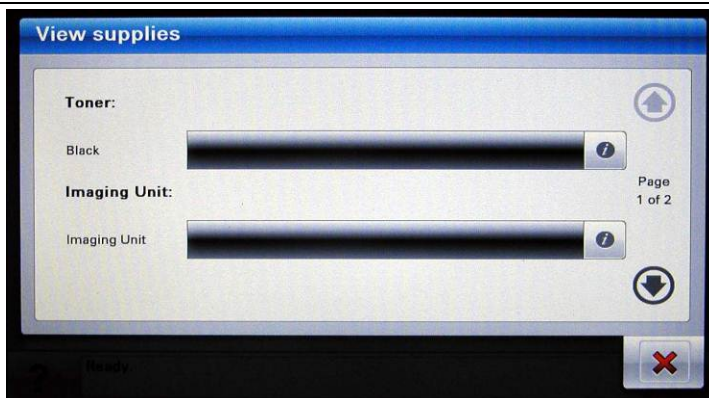 View supplies
Toner:
Black
Imaging Unit:
Page
1 of 2
Imaging Unit
Ready.